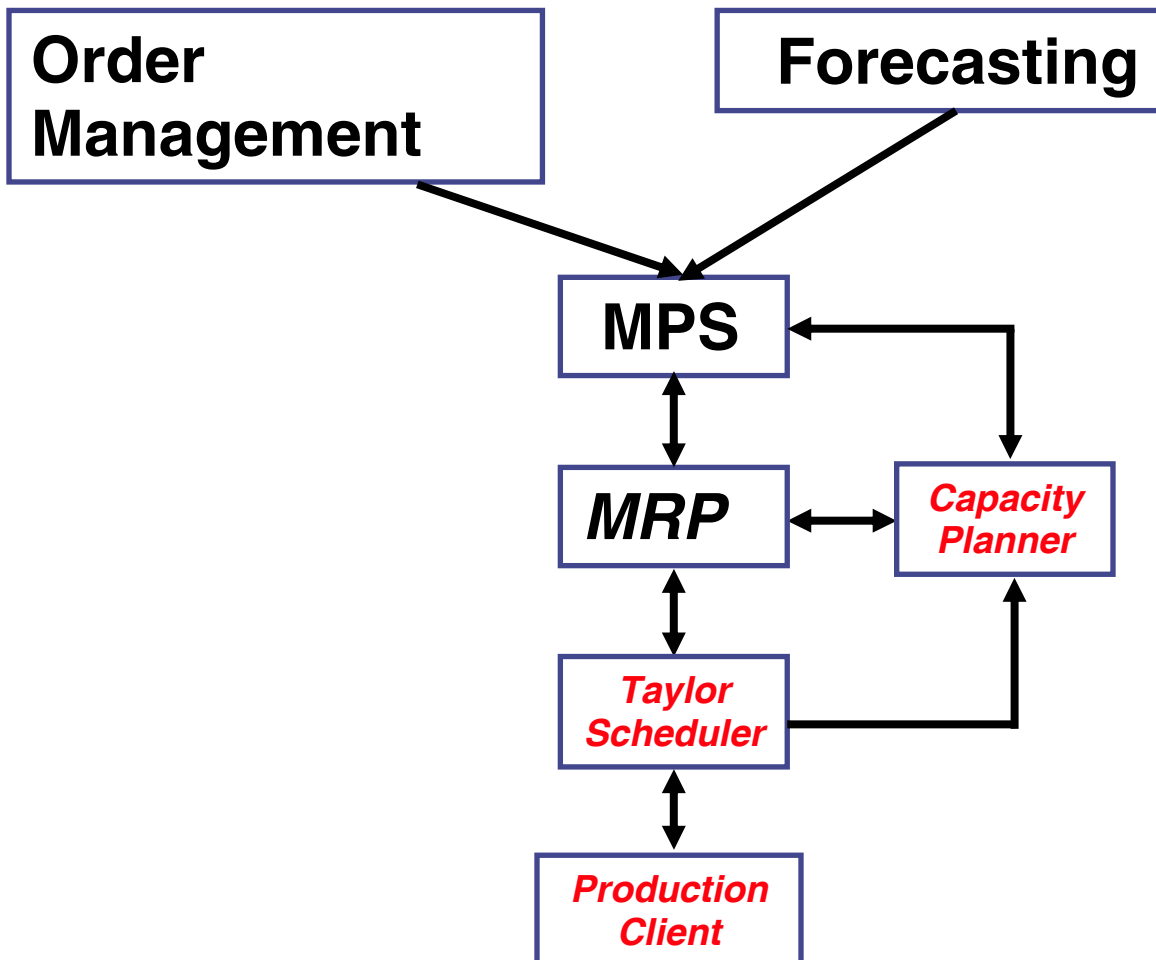 Order
Management
Forecasting
MPS
MRP
Capacity
Planner
Taylor
Scheduler
Production
Client